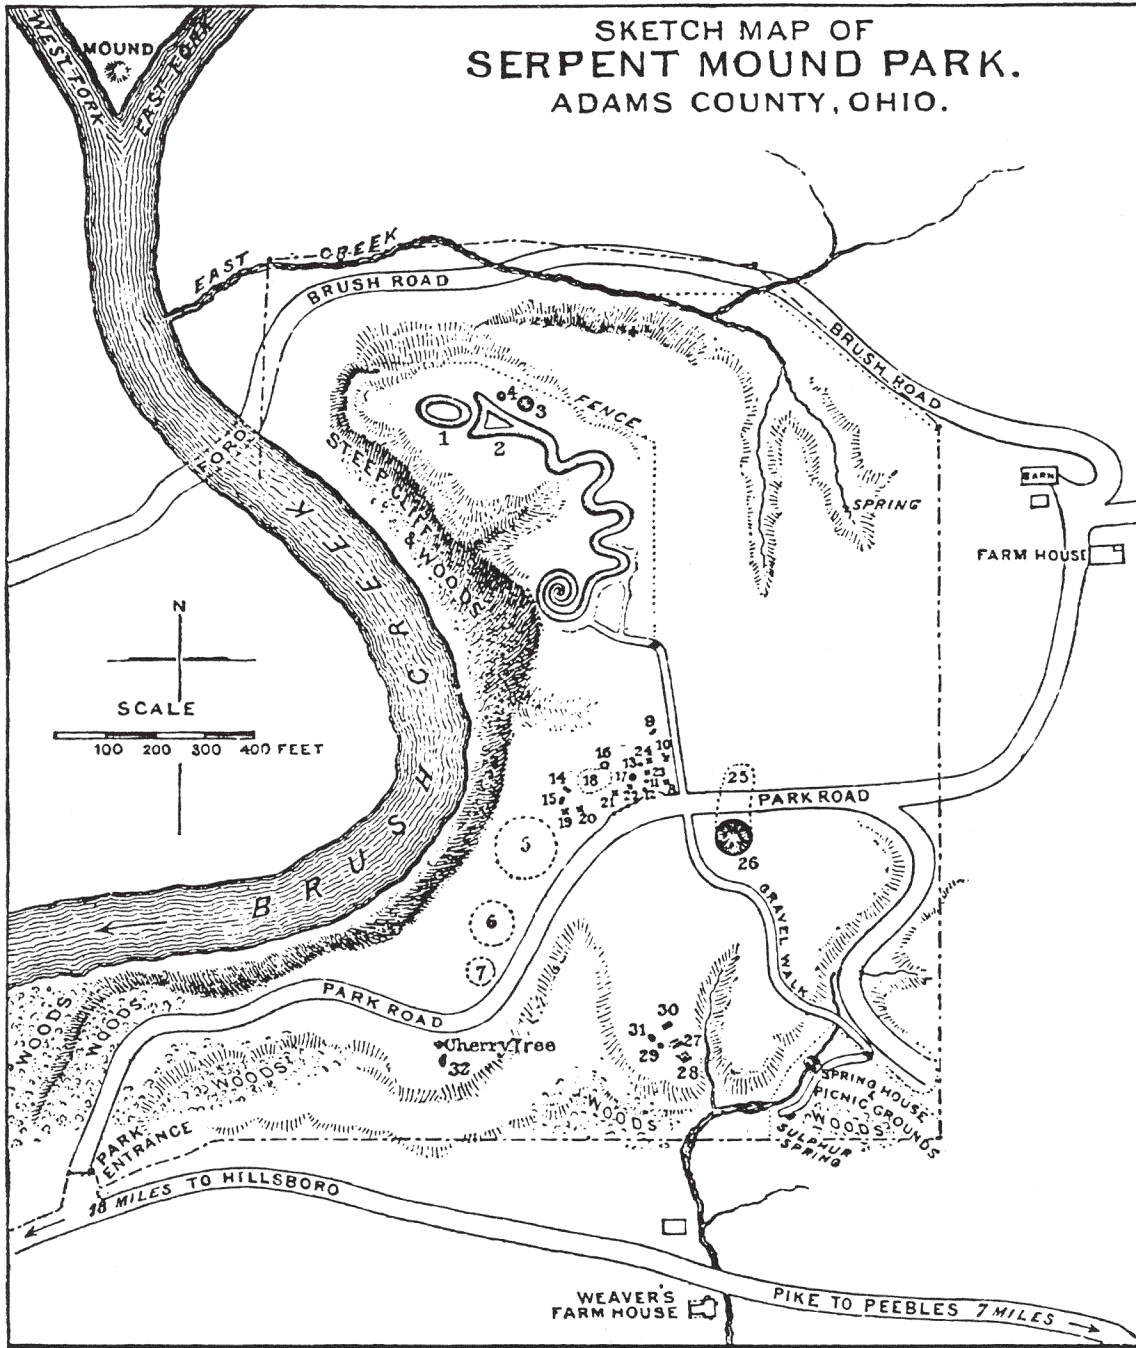 SKETCH MAP OF
SERPENT MOUND PARK.
ADAMS COUNTY, OHIO.
WEST FORK
MOUND
EAST FORK
EAST CREEK
BRUSH ROAD
BRUSH ROAD
FENCE
4
3
1
2
FORD
STEEP CLIFF
& WOODS
SPRING
BARN
FARM HOUSE
N
SCALE
100 200 300 400 FEET
BRUSH CREEK
9
10
24
16
13
23
17
18
14
11
8
15
22
12
21
20
19
25
PARK ROAD
26
5
6
7
GRAVEL WALK
PARK ROAD
WOODS
WOODS
WOODS
Cherry Tree
32
30
31
27
29
28
WOODS
SPRING HOUSE
&
PICNIC GROUNDS
WOODS
SULPHUR
SPRING
PARK
ENTRANCE
18 MILES TO HILLSBORO
WEAVER'S
FARM HOUSE
PIKE TO PEEBLES 7 MILES